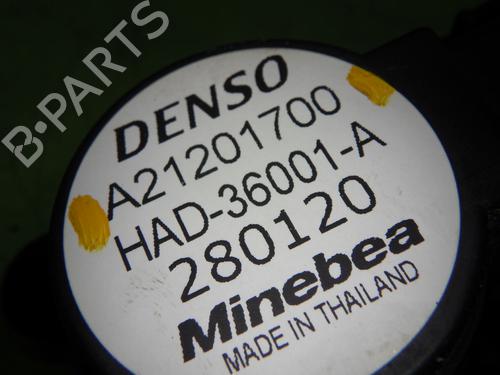 B-PARTS
DENSO
A21201700
HAD-36001-A
280120
Minebea
MADE IN THAILAND